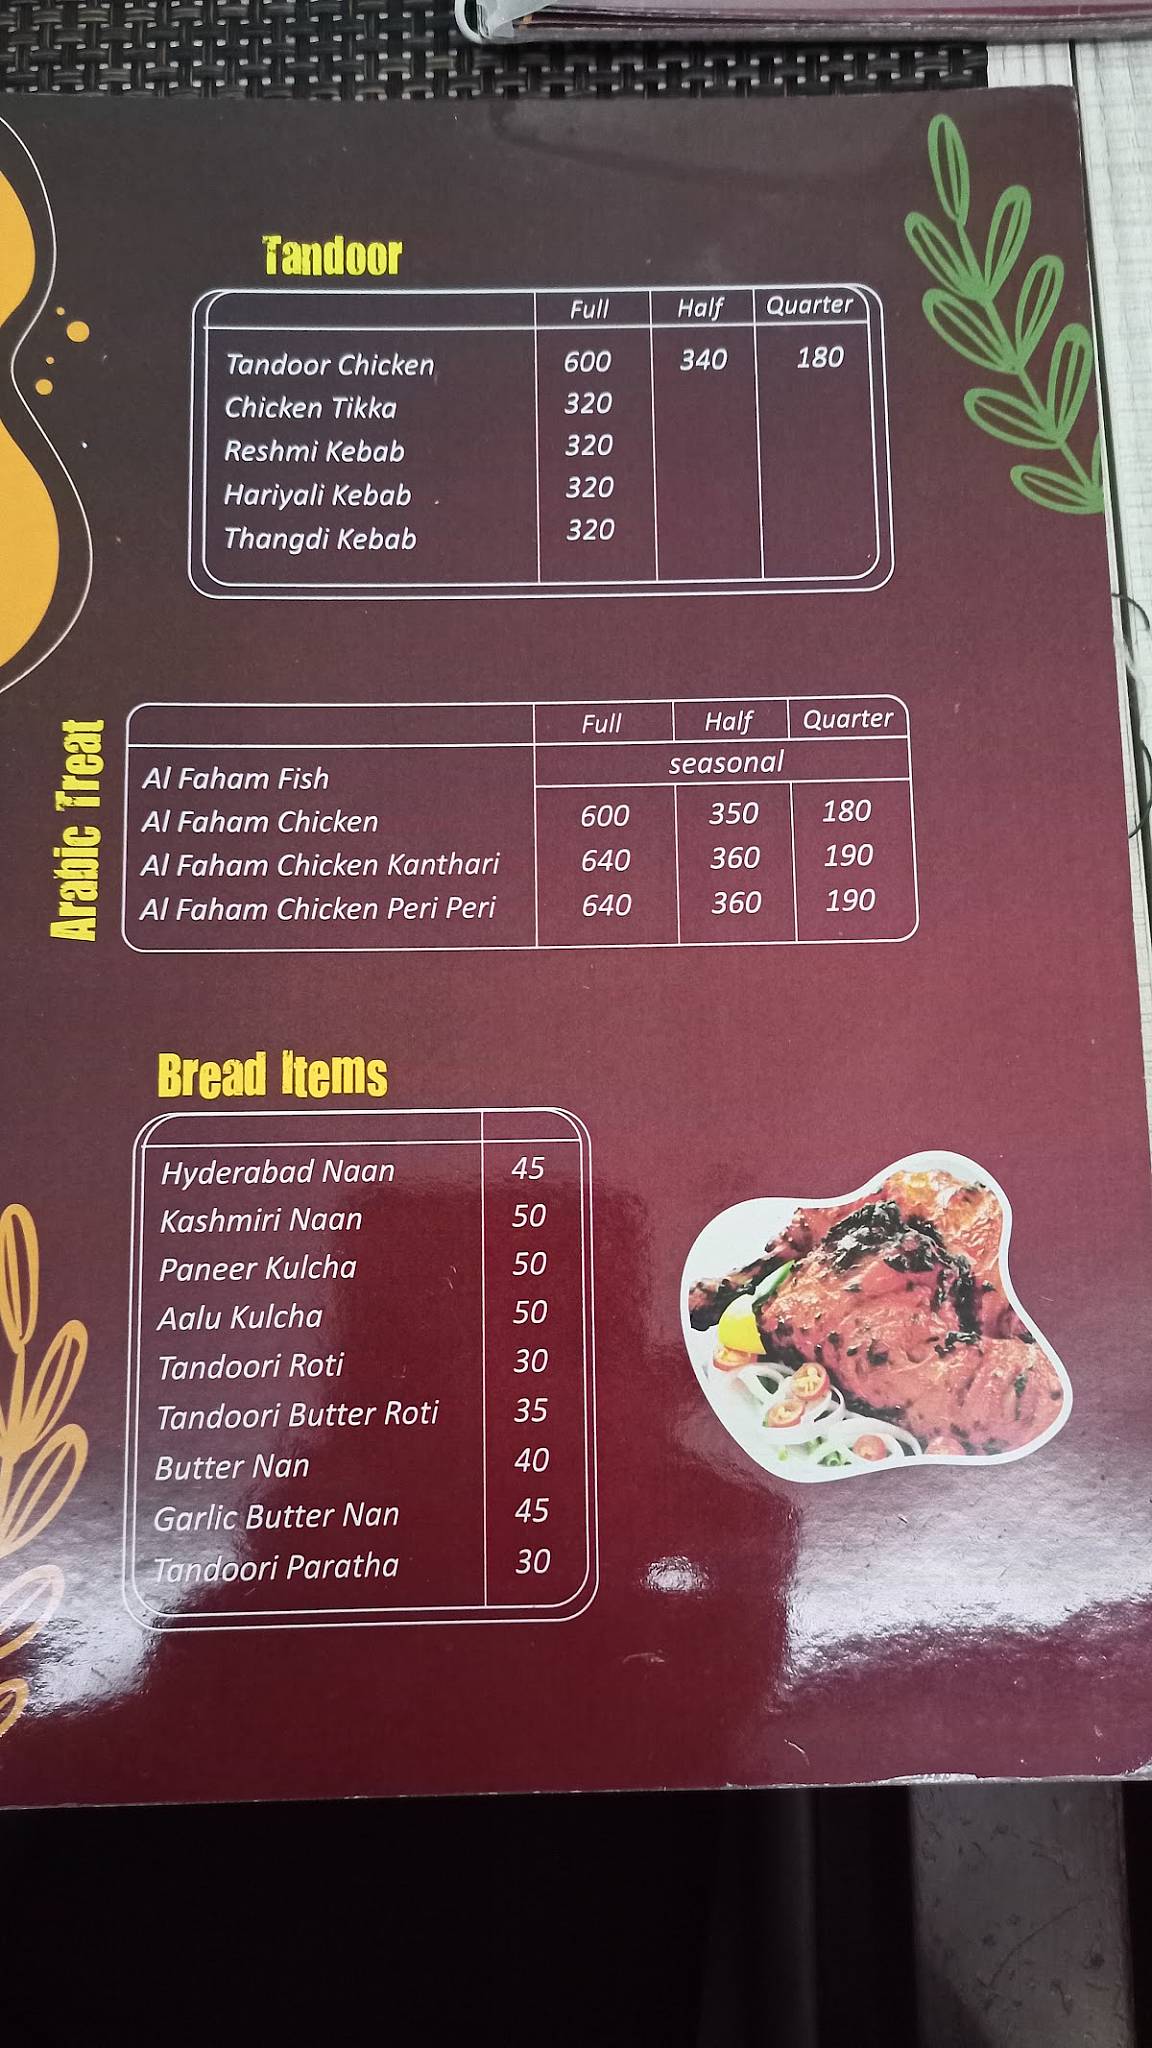 Tandoor
Full Half Quarter
Tandoor Chicken 600 340 180
Chicken Tikka 320
Reshmi Kebab 320
Hariyali Kebab 320
Thangdi Kebab 320
Arabic Treat
Full Half Quarter
Al Faham Fish seasonal
Al Faham Chicken 600 350 180
Al Faham Chicken Kanthari 640 360 190
Al Faham Chicken Peri Peri 640 360 190
Bread Items
Hyderabad Naan 45
Kashmiri Naan 50
Paneer Kulcha 50
Aalu Kulcha 50
Tandoori Roti 30
Tandoori Butter Roti 35
Butter Nan 40
Garlic Butter Nan 45
Tandoori Paratha 30